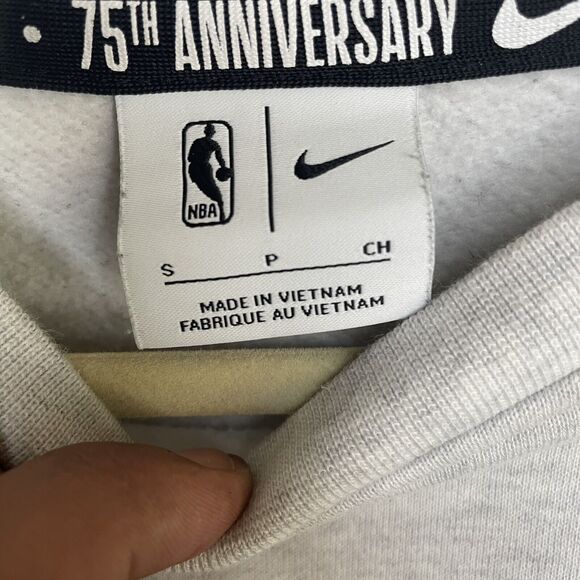 • 75TH ANNIVERSARY
NBA
S P CH
MADE IN VIETNAM
FABRIQUE AU VIETNAM